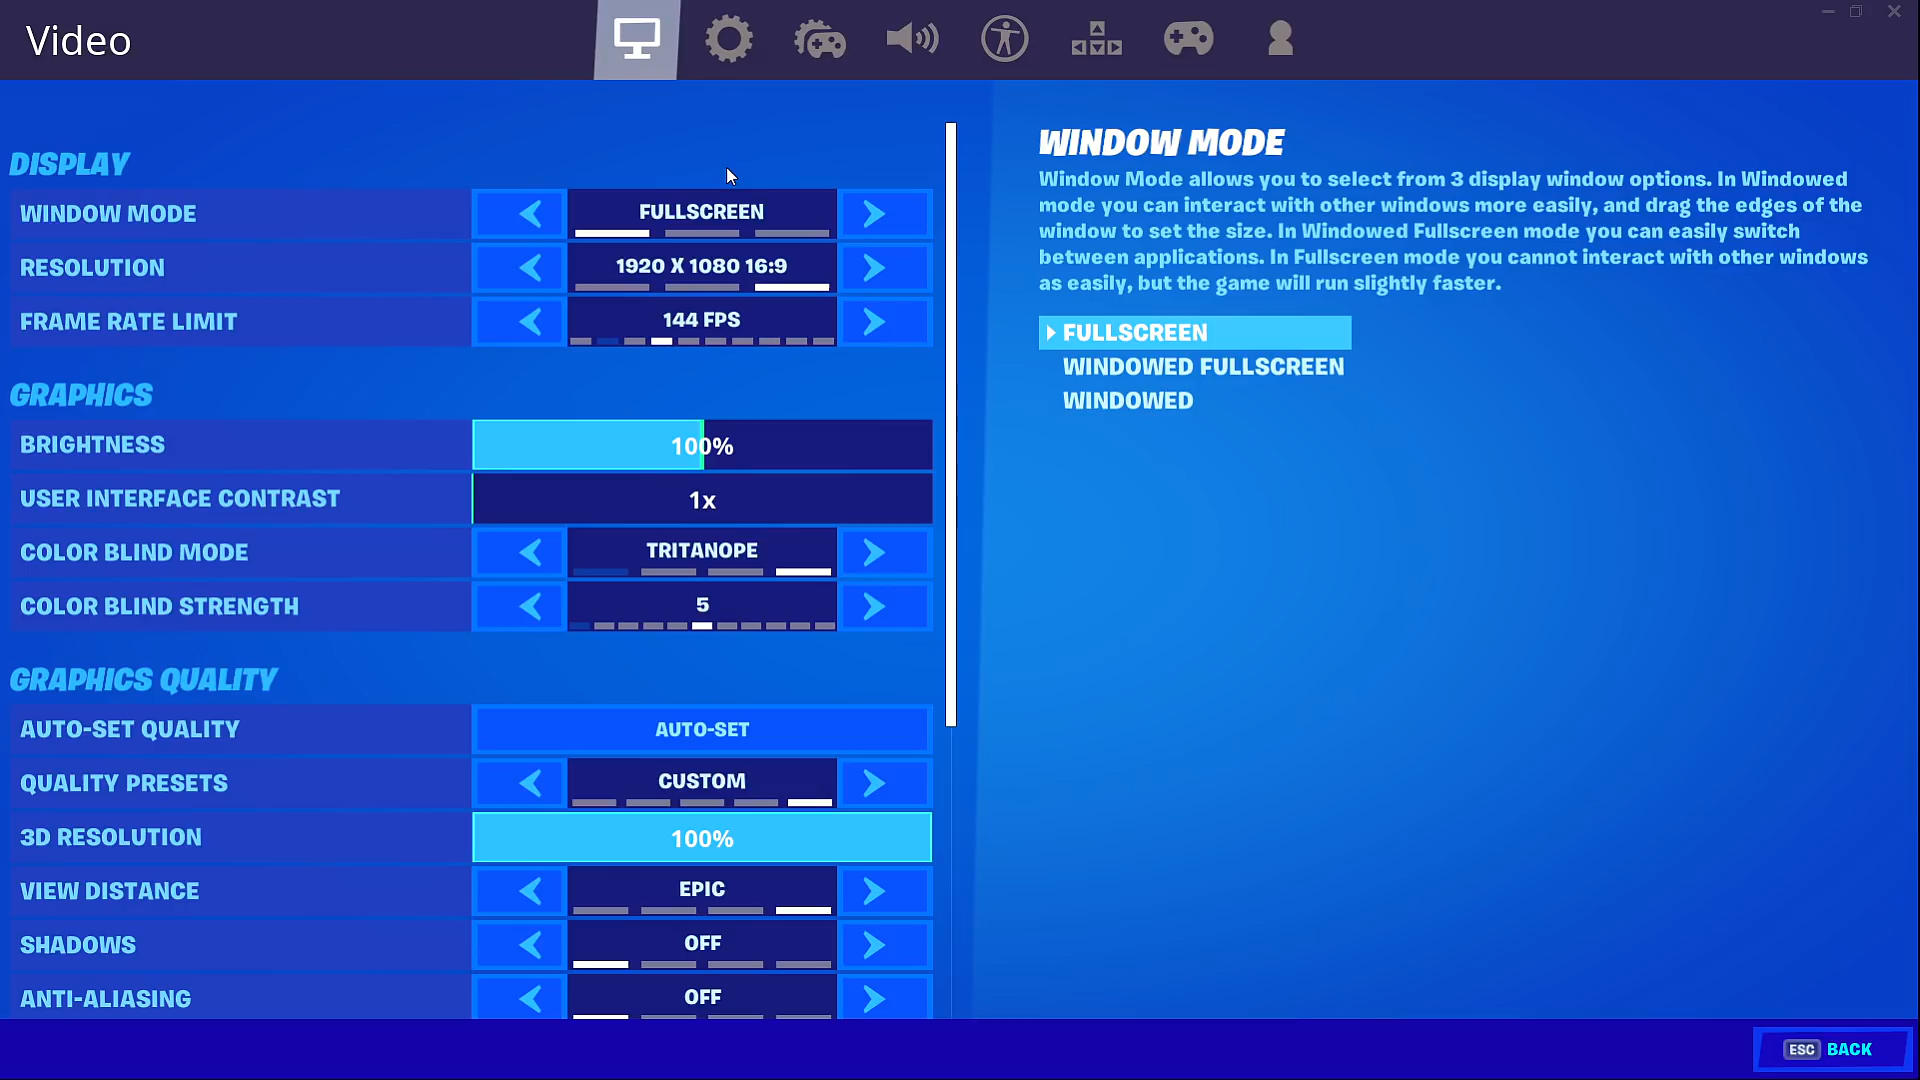 Video
DISPLAY
WINDOW MODE
FULLSCREEN
RESOLUTION
1920 X 1080 16:9
FRAME RATE LIMIT
144 FPS
GRAPHICS
BRIGHTNESS
100%
USER INTERFACE CONTRAST
1x
COLOR BLIND MODE
TRITANOPE
COLOR BLIND STRENGTH
5
GRAPHICS QUALITY
AUTO-SET QUALITY
AUTO-SET
QUALITY PRESETS
CUSTOM
3D RESOLUTION
100%
VIEW DISTANCE
EPIC
SHADOWS
OFF
ANTI-ALIASING
OFF
WINDOW MODE
Window Mode allows you to select from 3 display window options. In Windowed
mode you can interact with other windows more easily, and drag the edges of the
window to set the size. In Windowed Fullscreen mode you can easily switch
between applications. In Fullscreen mode you cannot interact with other windows
as easily, but the game will run slightly faster.
FULLSCREEN
WINDOWED FULLSCREEN
WINDOWED
ESC BACK